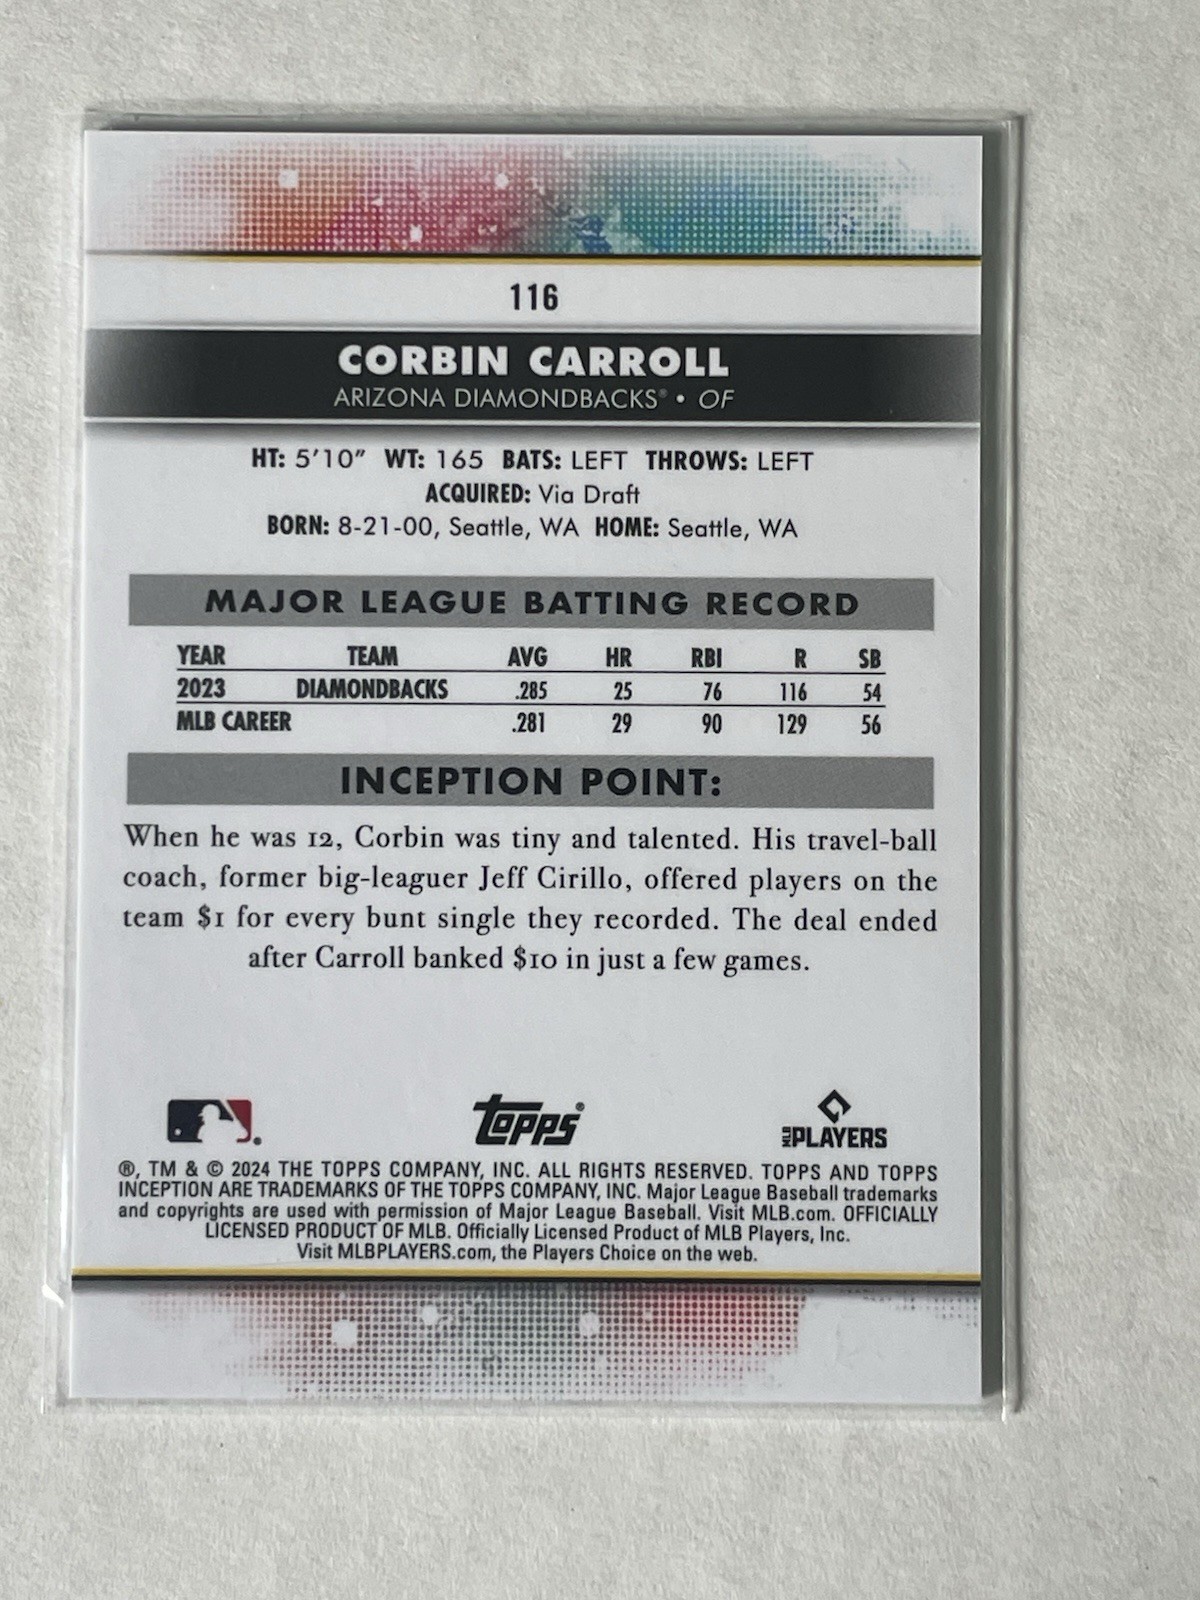 116
CORBIN CARROLL
ARIZONA DIAMONDBACKS® • OF
HT: 5'10" WT: 165 BATS: LEFT THROWS: LEFT
ACQUIRED: Via Draft
BORN: 8-21-00, Seattle, WA HOME: Seattle, WA
MAJOR LEAGUE BATTING RECORD
YEAR TEAM AVG HR RBI R SB
2023 DIAMONDBACKS .285 25 76 116 54
MLB CAREER .281 29 90 129 56
INCEPTION POINT:
When he was 12, Corbin was tiny and talented. His travel-ball
coach, former big-leaguer Jeff Cirillo, offered players on the
team $1 for every bunt single they recorded. The deal ended
after Carroll banked $10 in just a few games.
Topps® MLB PLAYERS
®, TM & © 2024 THE TOPPS COMPANY, INC. ALL RIGHTS RESERVED. TOPPS AND TOPPS
INCEPTION ARE TRADEMARKS OF THE TOPPS COMPANY, INC. Major League Baseball trademarks
and copyrights are used with permission of Major League Baseball. Visit MLB.com. OFFICIALLY
LICENSED PRODUCT OF MLB. Officially Licensed Product of MLB Players, Inc.
Visit MLBPLAYERS.com, the Players Choice on the web.